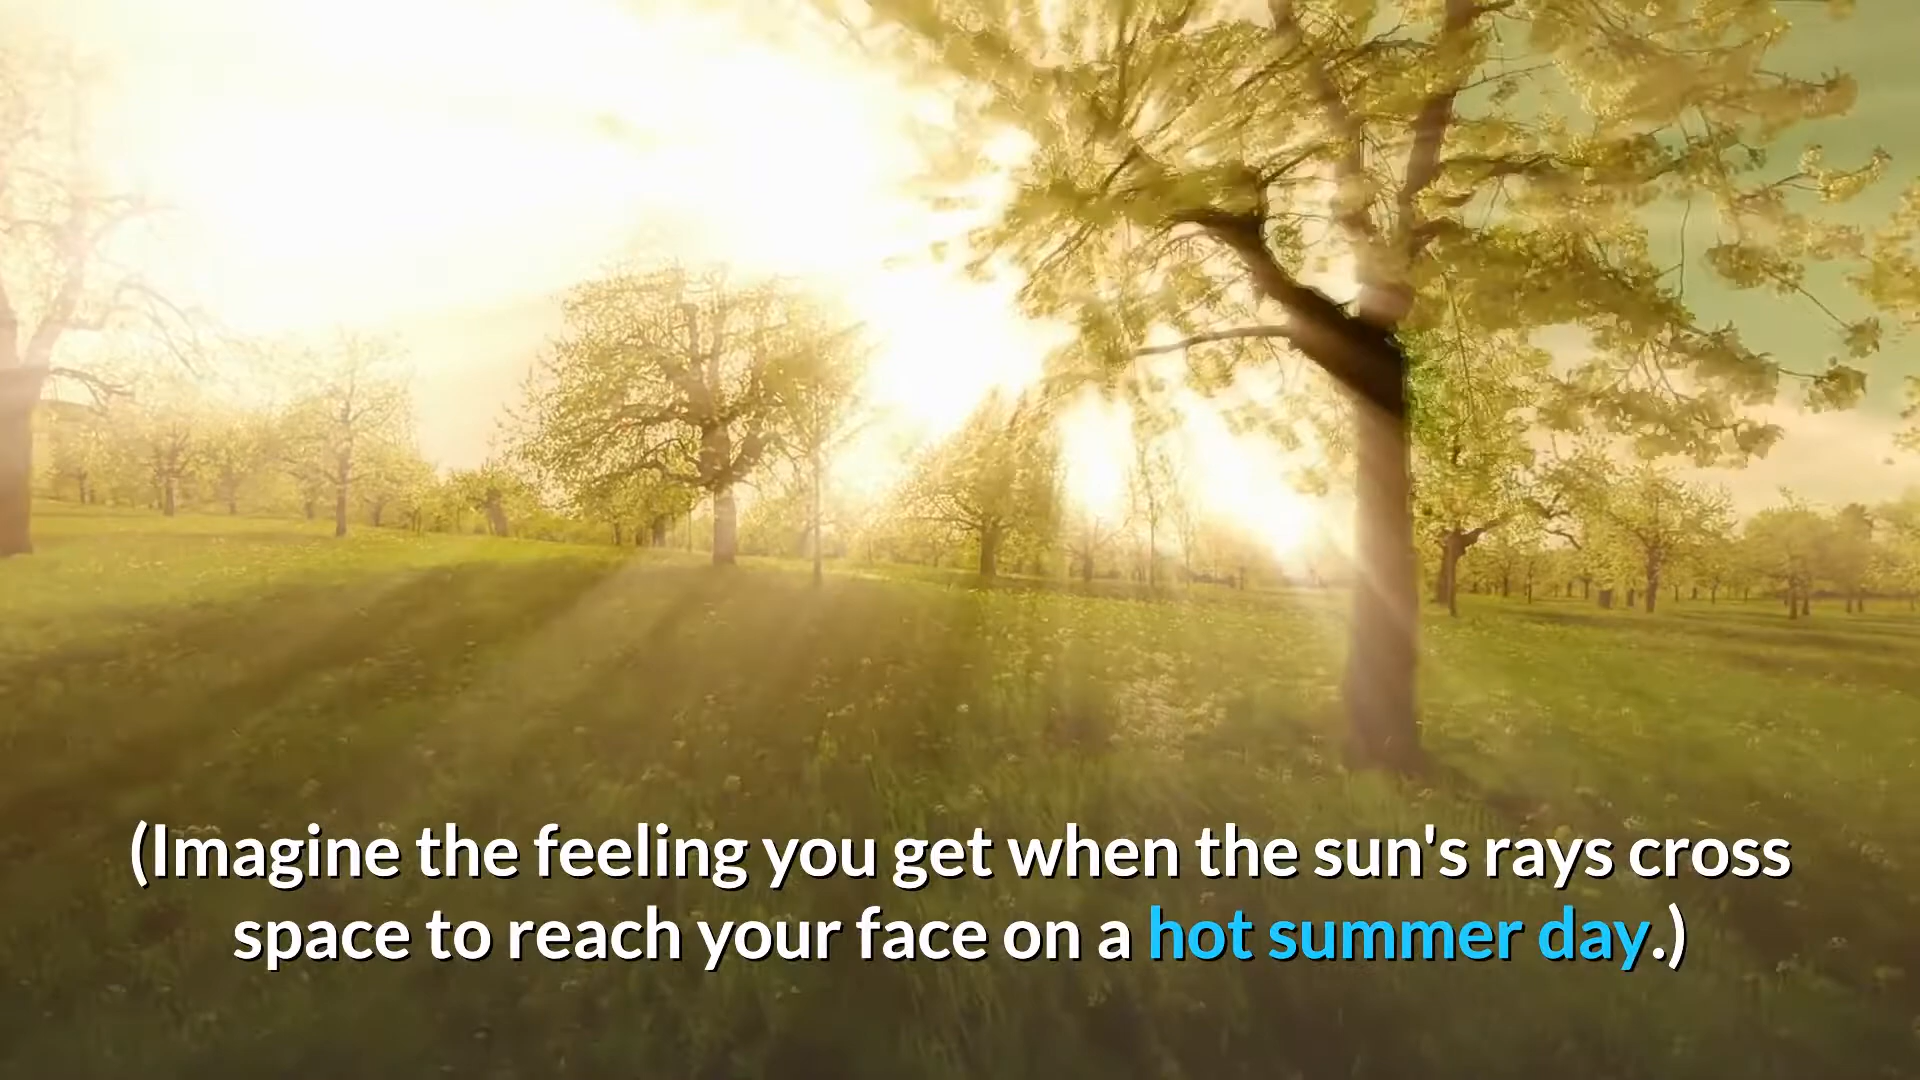 (Imagine the feeling you get when the sun's rays cross
space to reach your face on a hot summer day.)